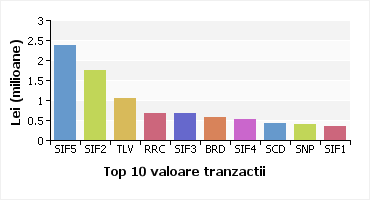 Lei (milioane)
3
2.5
2
1.5
1
0.5
0
SIF5 SIF2 TLV RRC SIF3 BRD SIF4 SCD SNP SIF1
Top 10 valoare tranzactii